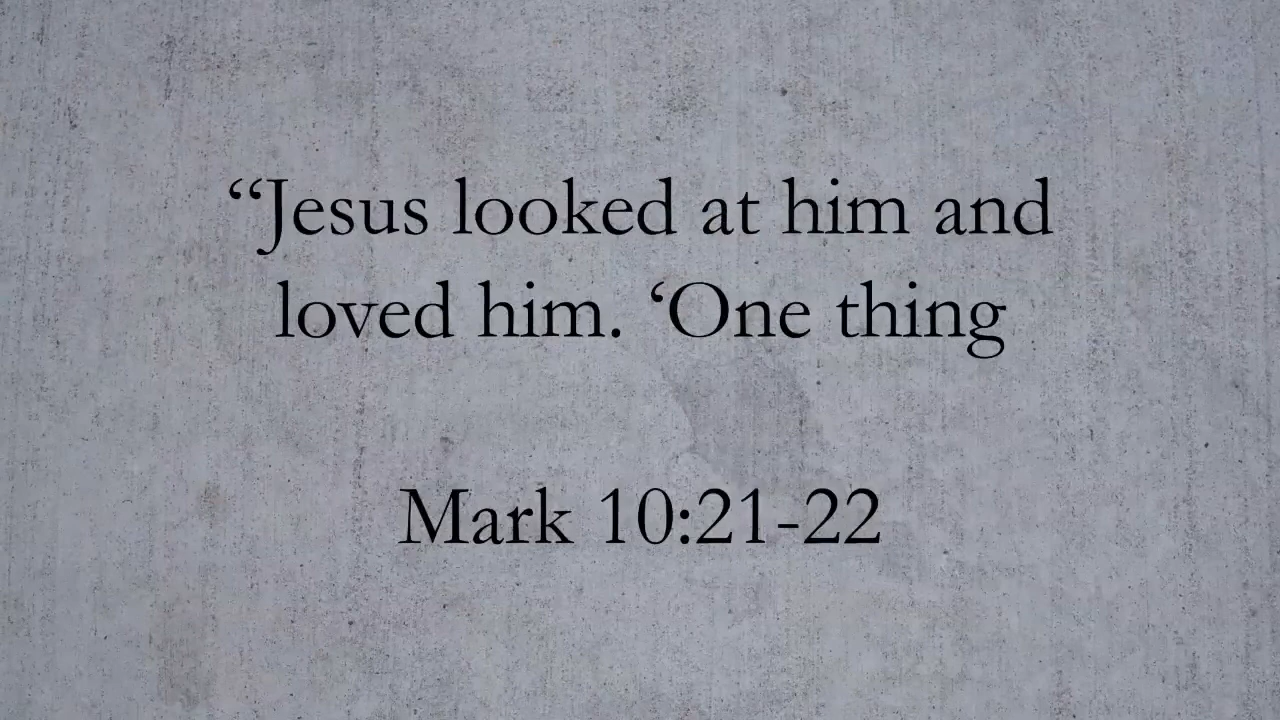 “Jesus looked at him and
loved him. ‘One thing
Mark 10:21-22